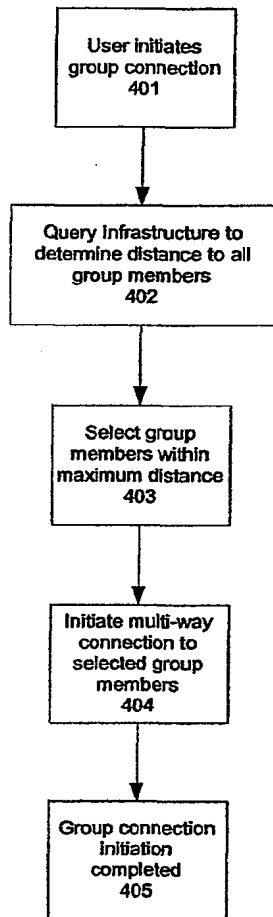 User initiates
group connection
401
Query infrastructure to
determine distance to all
group members
402
Select group
members within
maximum distance
403
Initiate multi-way
connection to
selected group
members
404
Group connection
initiation
completed
405